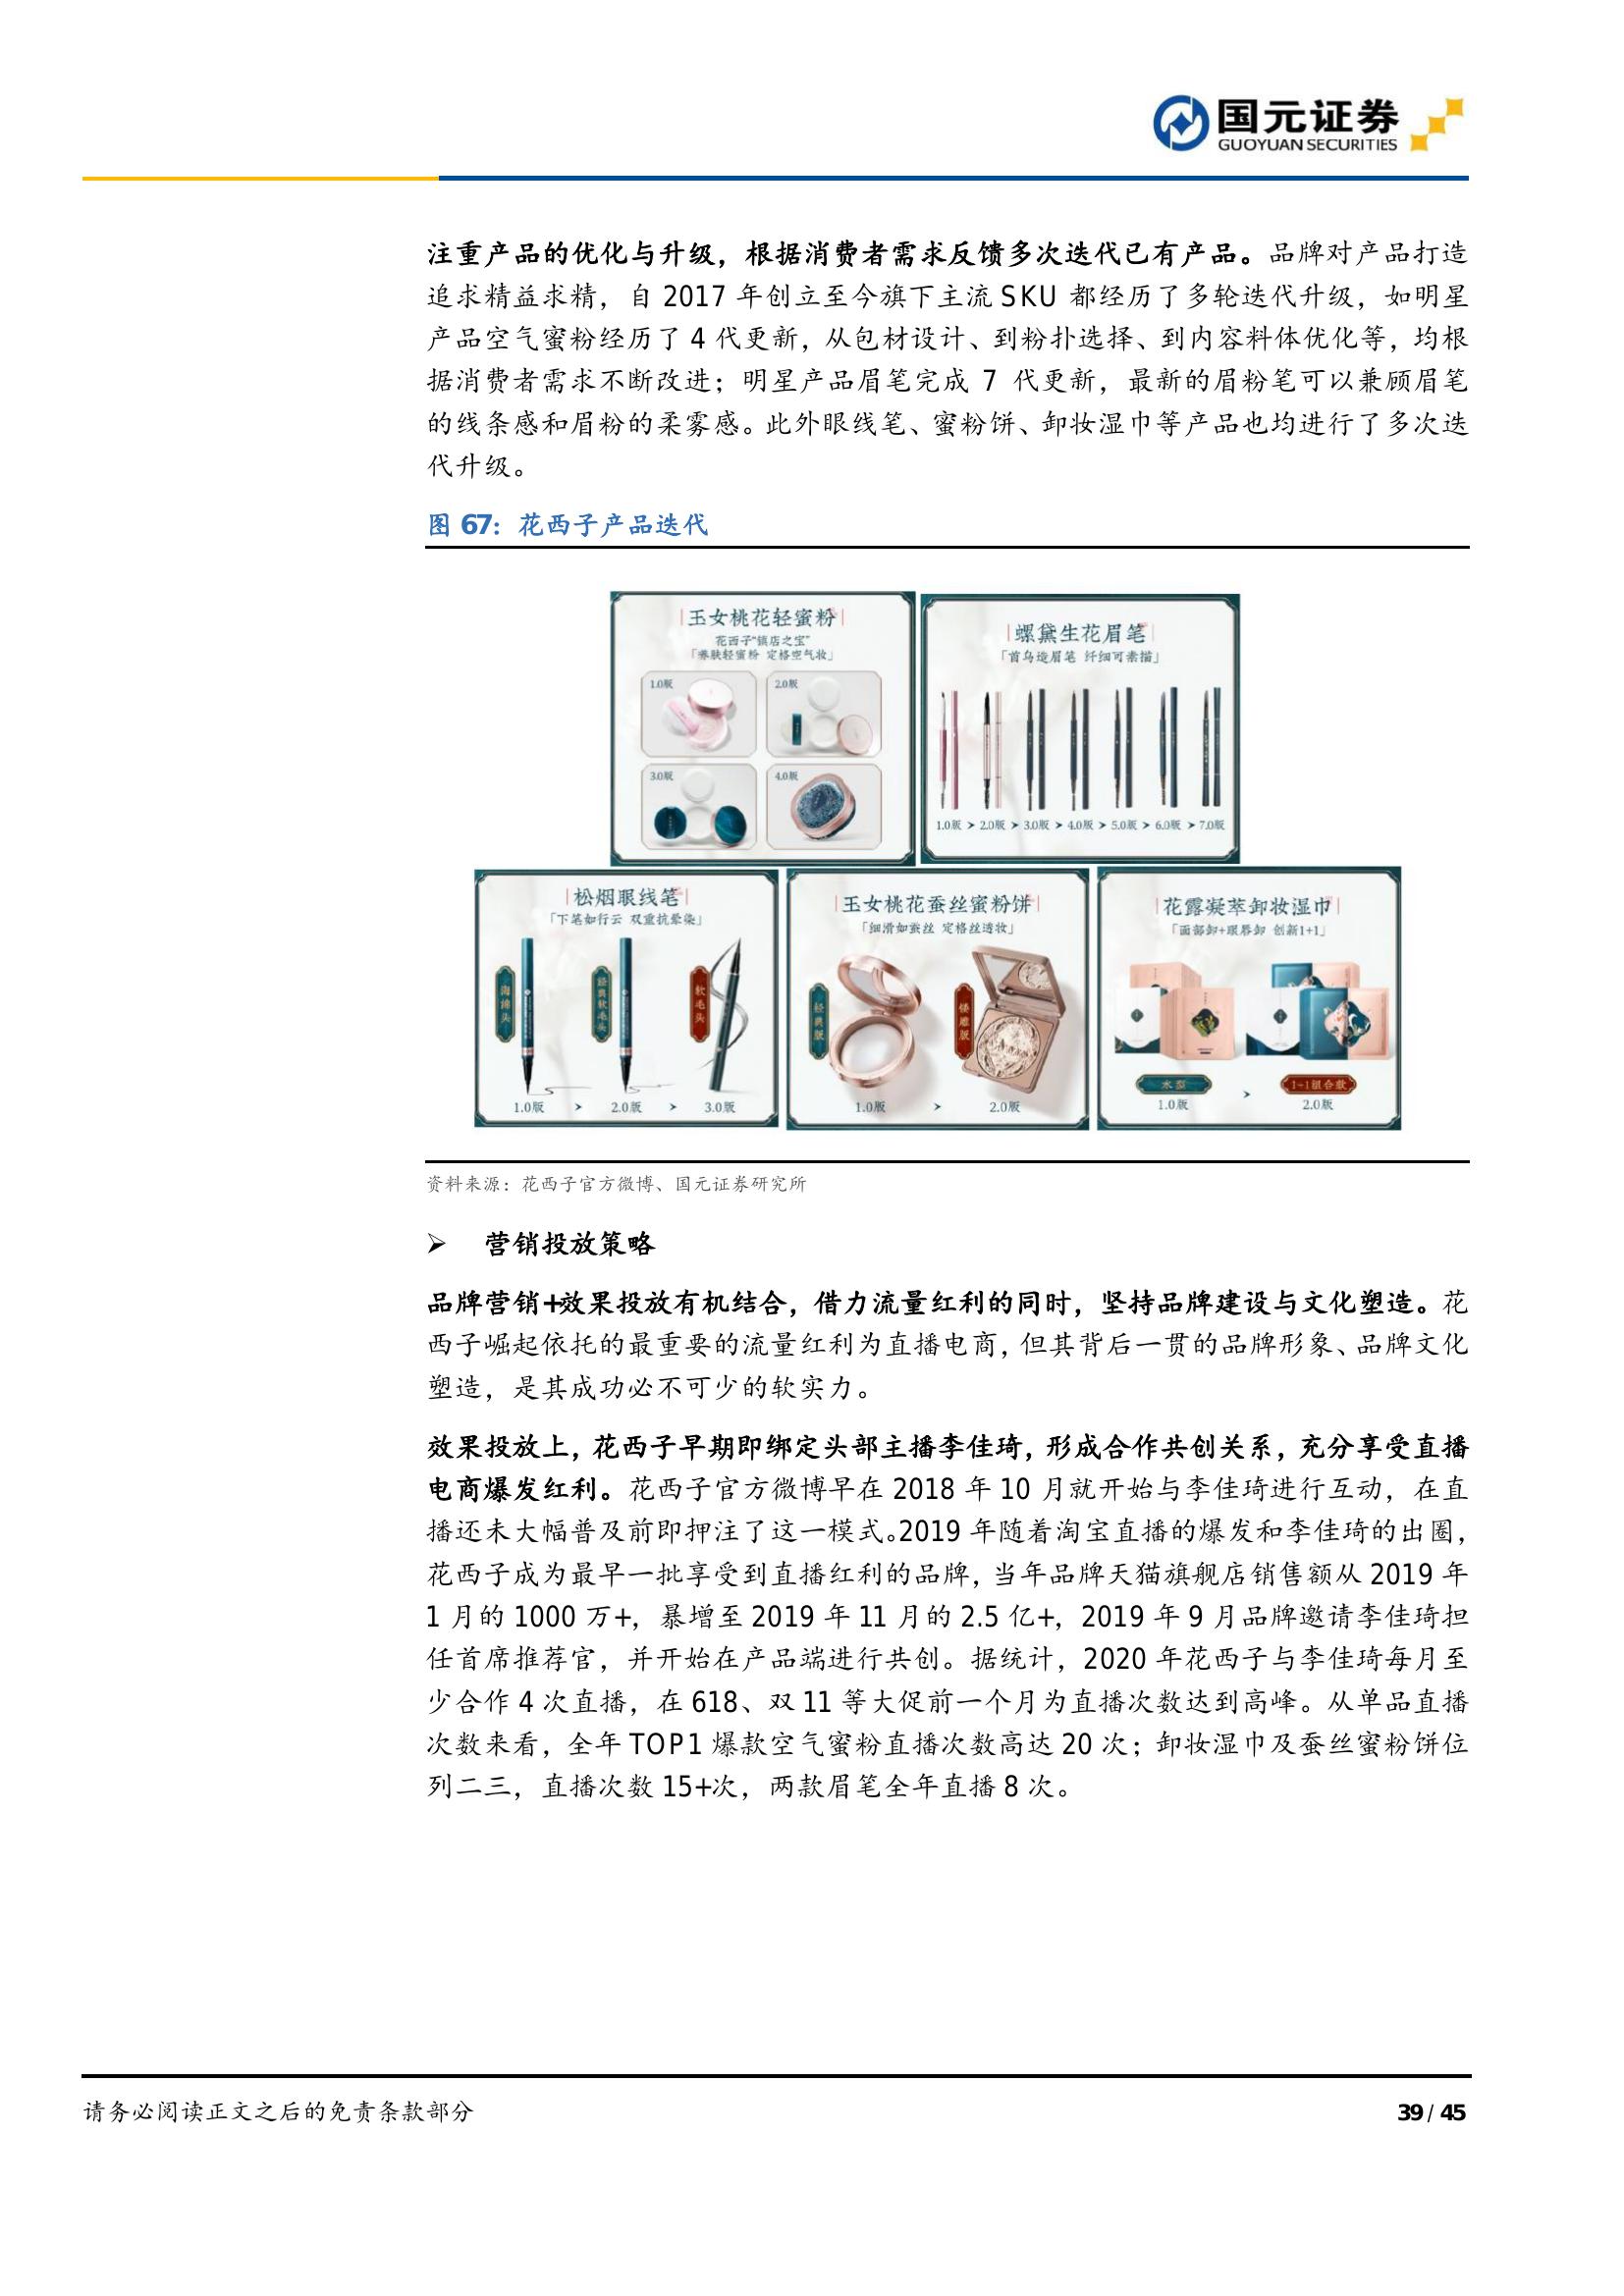 国元证券
GUOYUAN SECURITIES
注重产品的优化与升级，根据消费者需求反馈多次迭代已有产品。品牌对产品打造
追求精益求精，自 2017 年创立至今旗下主流 SKU 都经历了多轮迭代升级，如明星
产品空气蜜粉经历了 4 代更新，从包材设计、到粉扑选择、到内容料体优化等，均根
据消费者需求不断改进；明星产品眉笔完成 7 代更新，最新的眉粉笔可以兼顾眉笔
的线条感和眉粉的柔雾感。此外眼线笔、蜜粉饼、卸妆湿巾等产品也均进行了多次迭
代升级。
图 67：花西子产品迭代
玉女桃花轻蜜粉
花西子“镇店之宝”
「养肤轻蜜粉 定格空气妆」
1.0版
2.0版
3.0版
4.0版
螺黛生花眉笔
「首乌造眉笔 纤细可素描」
1.0版 > 2.0版 > 3.0版 > 4.0版 > 5.0版 > 6.0版 > 7.0版
松烟眼线笔
「下笔如行云 双重抗晕染」
海绵头
经典软毛头
软毛头
1.0版 > 2.0版 > 3.0版
玉女桃花蚕丝蜜粉饼
「细滑如蚕丝 定格丝透妆」
经典版
1.0版 > 2.0版
花露凝萃卸妆湿巾
「面部卸+眼唇卸 创新1+1」
水型
1+1组合款
1.0版 > 2.0版
资料来源：花西子官方微博、国元证券研究所
➢ 营销投放策略
品牌营销+效果投放有机结合，借力流量红利的同时，坚持品牌建设与文化塑造。花
西子崛起依托的最重要的流量红利为直播电商，但其背后一贯的品牌形象、品牌文化
塑造，是其成功必不可少的软实力。
效果投放上，花西子早期即绑定头部主播李佳琦，形成合作共创关系，充分享受直播
电商爆发红利。花西子官方微博早在 2018 年 10 月就开始与李佳琦进行互动，在直
播还未大幅普及前即押注了这一模式。2019 年随着淘宝直播的爆发和李佳琦的出圈，
花西子成为最早一批享受到直播红利的品牌，当年品牌天猫旗舰店销售额从 2019 年
1 月的 1000 万+，暴增至 2019 年 11 月的 2.5 亿+，2019 年 9 月品牌邀请李佳琦担
任首席推荐官，并开始在产品端进行共创。据统计，2020 年花西子与李佳琦每月至
少合作 4 次直播，在 618、双 11 等大促前一个月为直播次数达到高峰。从单品直播
次数来看，全年 TOP1 爆款空气蜜粉直播次数高达 20 次；卸妆湿巾及蚕丝蜜粉饼位
列二三，直播次数 15+次，两款眉笔全年直播 8 次。
请务必阅读正文之后的免责条款部分
39 / 45